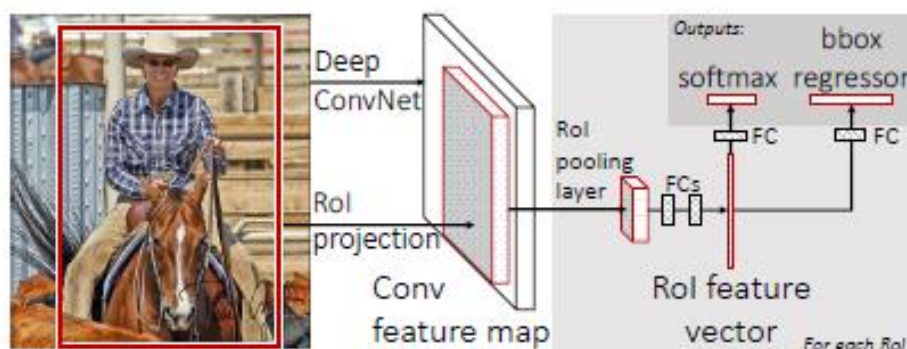 Deep
ConvNet
RoI
projection
Conv
feature map
RoI
pooling
layer
FCs
RoI feature
vector
Outputs:
softmax
bbox
regressor
FC
FC
For each RoI